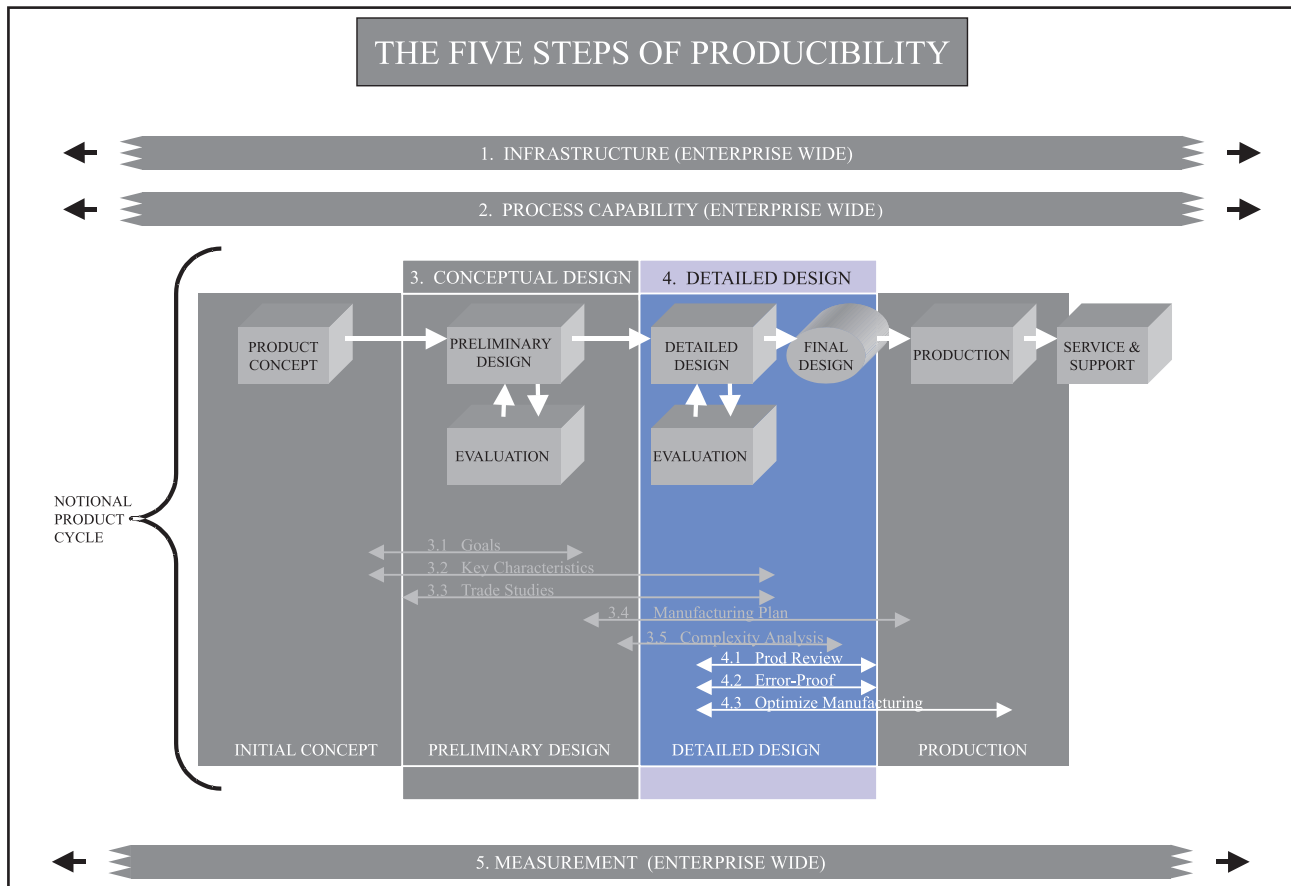 THE FIVE STEPS OF PRODUCIBILITY
1. INFRASTRUCTURE (ENTERPRISE WIDE)
2. PROCESS CAPABILITY (ENTERPRISE WIDE)
3. CONCEPTUAL DESIGN
4. DETAILED DESIGN
PRODUCT
CONCEPT
PRELIMINARY
DESIGN
DETAILED
DESIGN
FINAL
DESIGN
PRODUCTION
SERVICE &
SUPPORT
EVALUATION
EVALUATION
NOTIONAL
PRODUCT
CYCLE
3.1 Goals
3.2 Key Characteristics
3.3 Trade Studies
3.4 Manufacturing Plan
3.5 Complexity Analysis
4.1 Prod Review
4.2 Error-Proof
4.3 Optimize Manufacturing
INITIAL CONCEPT
PRELIMINARY DESIGN
DETAILED DESIGN
PRODUCTION
5. MEASUREMENT (ENTERPRISE WIDE)